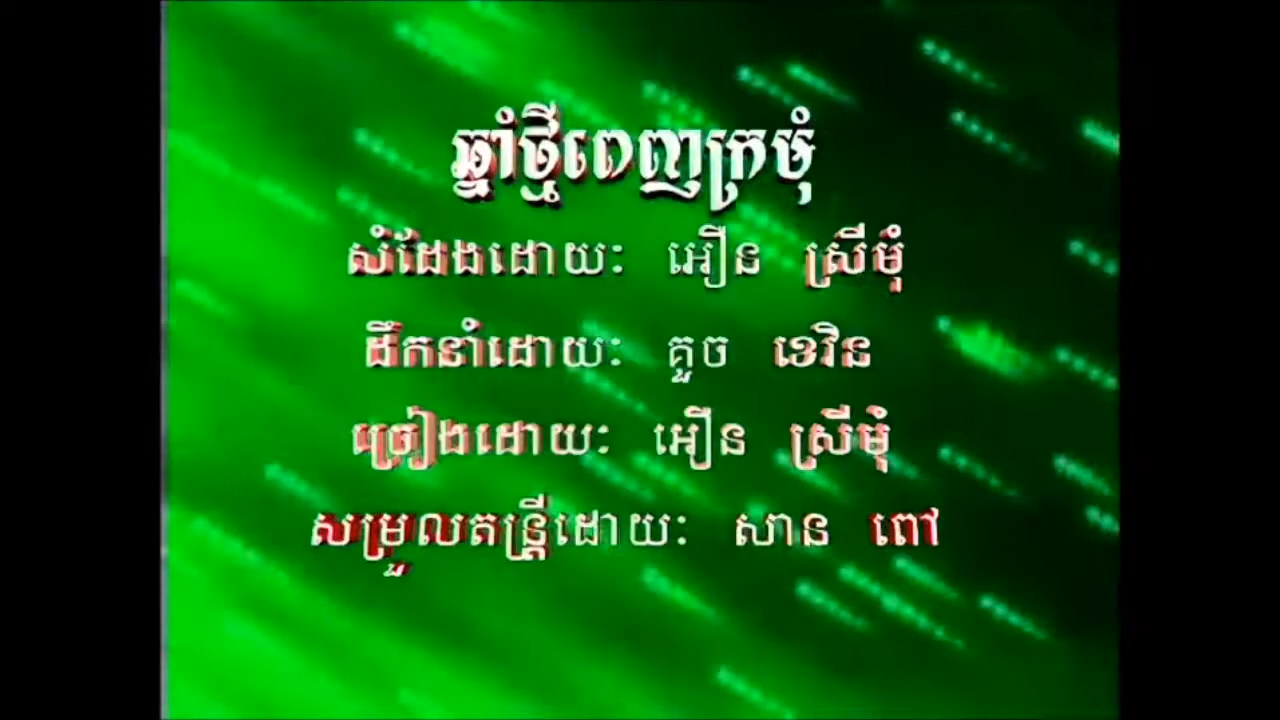 ឆ្នាំថ្មីពេញក្រមុំ
សំដែងដោយៈ អឿន ស្រីមុំ
ដឹកនាំដោយៈ គួច ខេវិន
ច្រៀងដោយៈ អឿន ស្រីមុំ
សម្រួលតន្ត្រីដោយៈ សាន ពៅ